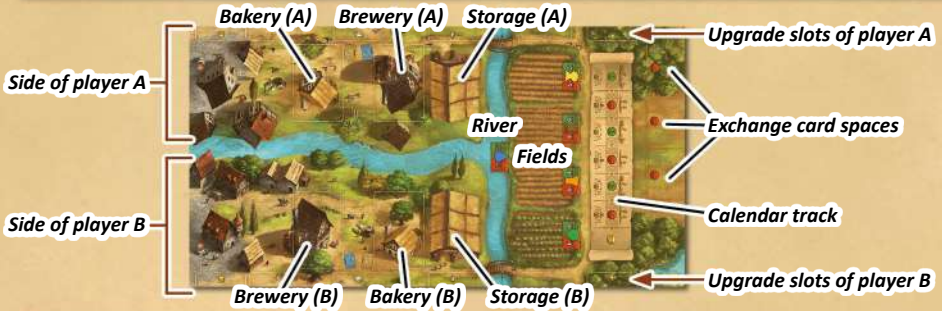 Bakery (A) Brewery (A) Storage (A)
Upgrade slots of player A
Side of player A
River
Exchange card spaces
Fields
Side of player B
Calendar track
Upgrade slots of player B
Brewery (B) Bakery (B) Storage (B)